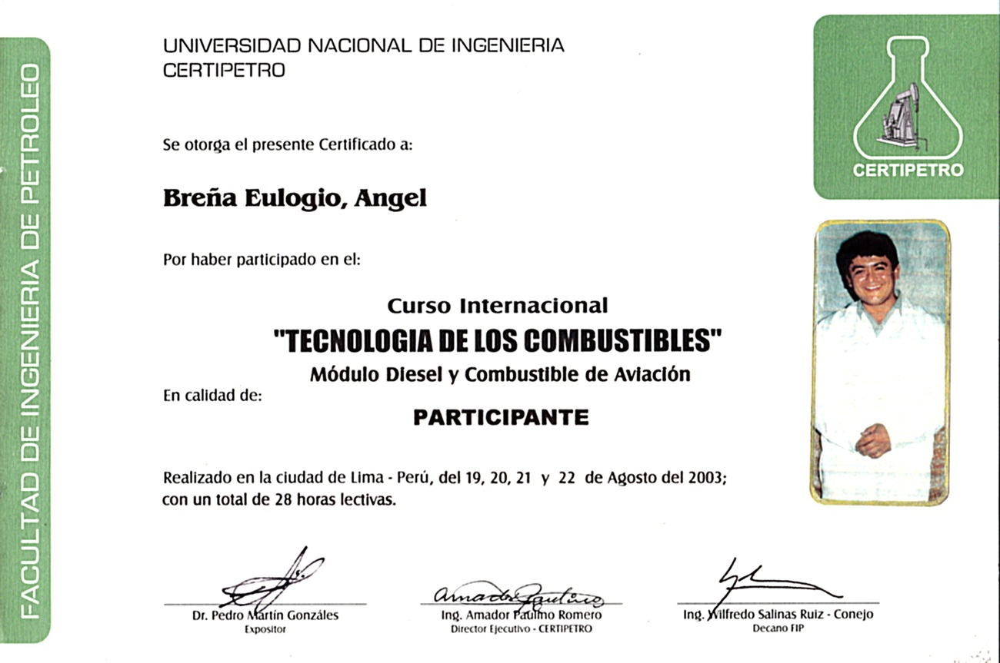 UNIVERSIDAD NACIONAL DE INGENIERIA
CERTIPETRO
FACULTAD DE INGENIERIA DE PETROLEO
CERTIPETRO
Se otorga el presente Certificado a:
Breña Eulogio, Angel
Por haber participado en el:
Curso Internacional
"TECNOLOGIA DE LOS COMBUSTIBLES"
Módulo Diesel y Combustible de Aviación
En calidad de:
PARTICIPANTE
Realizado en la ciudad de Lima - Perú, del 19, 20, 21 y 22 de Agosto del 2003;
con un total de 28 horas lectivas.
Dr. Pedro Martín Gonzáles
Expositor
Ing. Amador Paulino Romero
Director Ejecutivo - CERTIPETRO
Ing. Wilfredo Salinas Ruiz - Conejo
Decano FIP